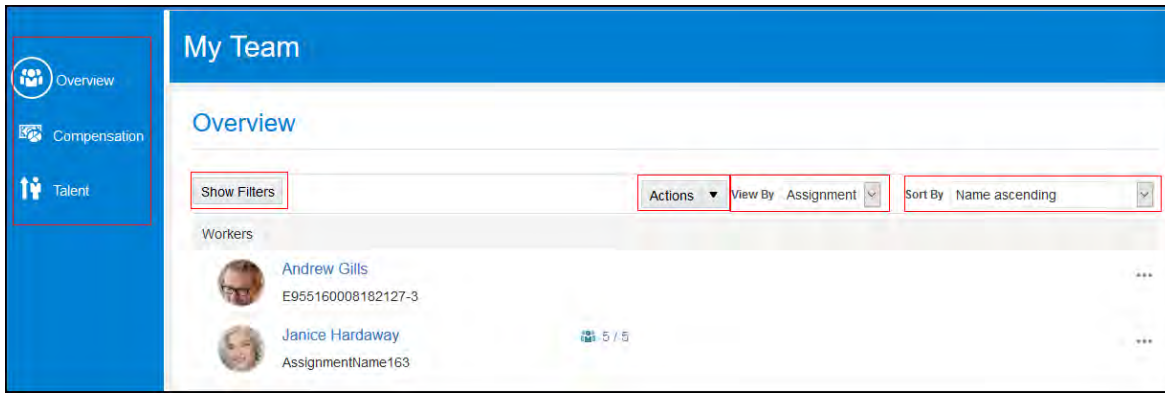 My Team
Overview
Compensation
Talent
Overview
Show Filters Actions View By Assignment Sort By Name ascending
Workers
Andrew Gills
E955160008182127-3
Janice Hardaway 5 / 5
AssignmentName163